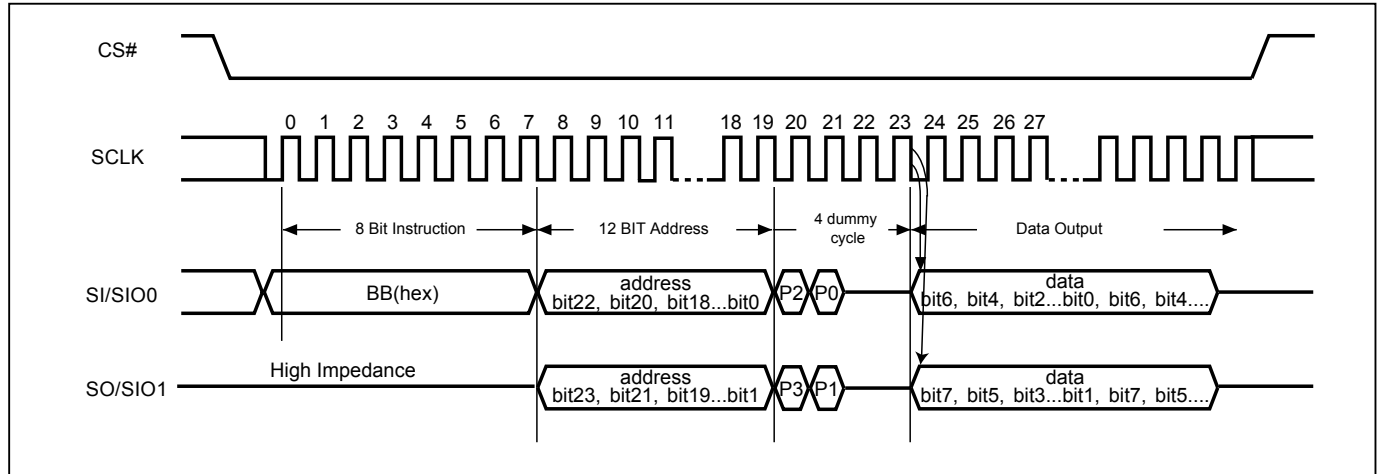 CS#
0 1 2 3 4 5 6 7 8 9 10 11 18 19 20 21 22 23 24 25 26 27
SCLK
8 Bit Instruction
12 BIT Address
4 dummy
cycle
Data Output
SI/SIO0
BB(hex)
address
bit22, bit20, bit18...bit0
P2
P0
data
bit6, bit4, bit2...bit0, bit6, bit4....
SO/SIO1
High Impedance
address
bit23, bit21, bit19...bit1
P3
P1
data
bit7, bit5, bit3...bit1, bit7, bit5....